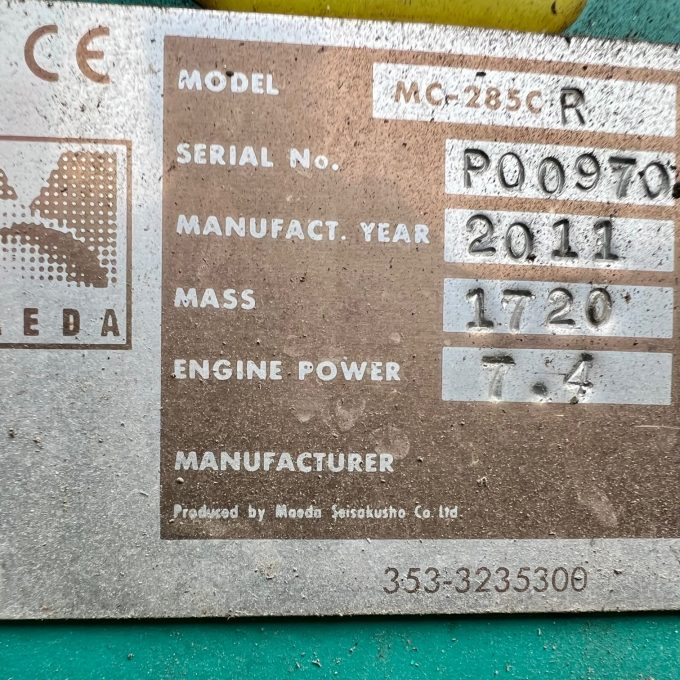 CE
MODEL MC-285C R
SERIAL No. P00970
MANUFACT. YEAR 2011
MASS 1720
EDA
ENGINE POWER 7.4
MANUFACTURER
Produced by Maeda Seisakusho Co. Ltd.
353-3235300